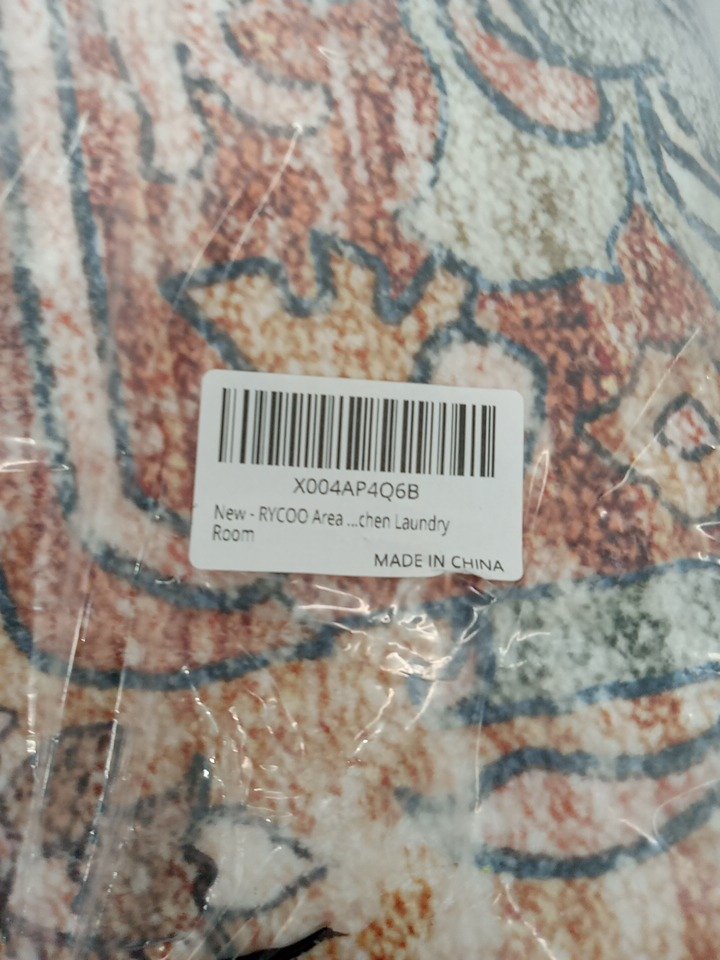 X004AP4Q6B
New - RYCOO Area ...chen Laundry
Room
MADE IN CHINA